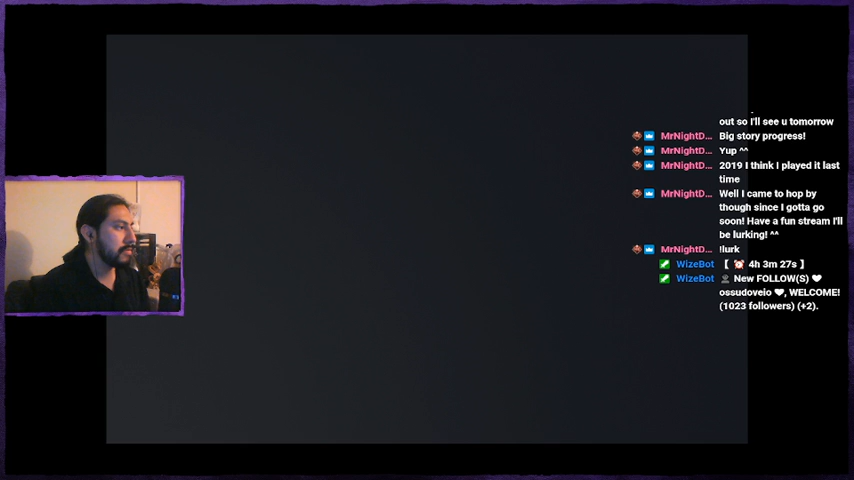 out so I'll see u tomorrow
MrNightD... Big story progress!
MrNightD... Yup ^^
MrNightD... 2019 I think I played it last
time
MrNightD... Well I came to hop by
though since I gotta go
soon! Have a fun stream I'll
be lurking! ^^
MrNightD... !lurk
WizeBot 【 ⏰ 4h 3m 27s 】
WizeBot 👤 New FOLLOW(S) ❤
ossudoveio ❤, WELCOME!
(1023 followers) (+2).